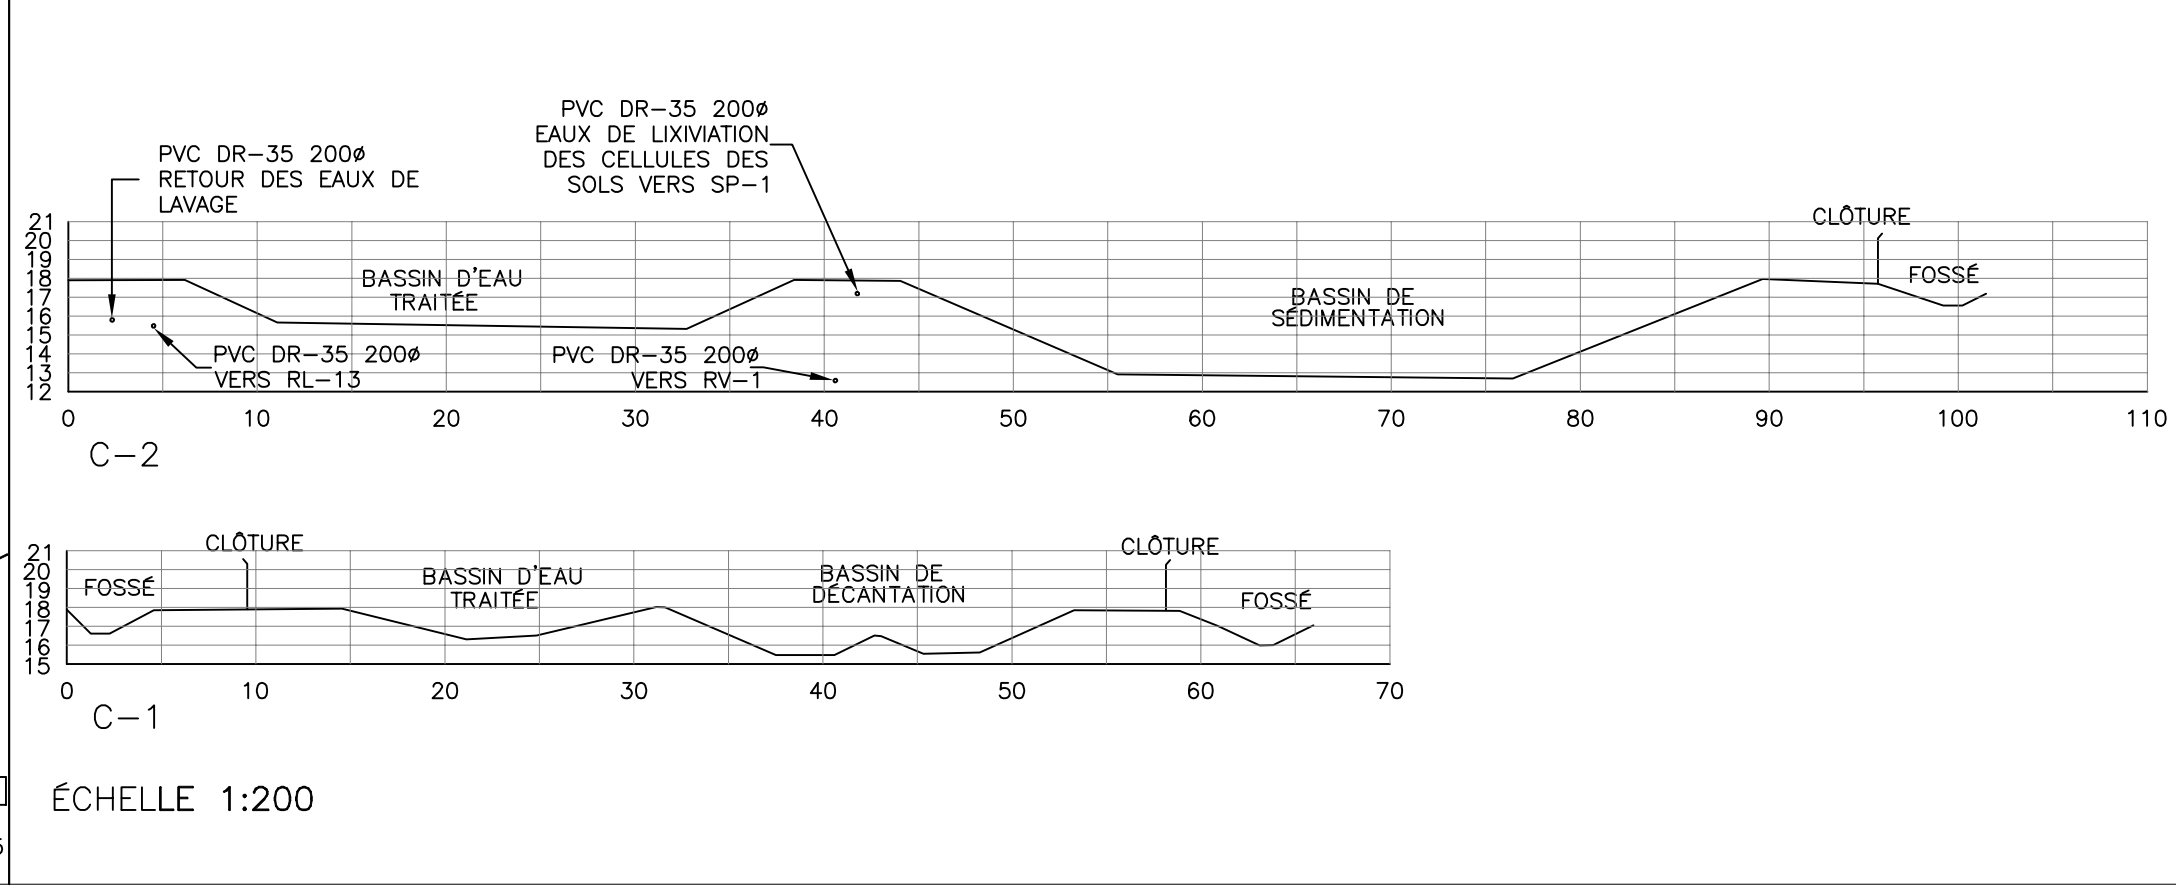 PVC DR-35 200ø
EAUX DE LIXIVIATION
DES CELLULES DES
SOLS VERS SP-1
PVC DR-35 200ø
RETOUR DES EAUX DE
LAVAGE
CLÔTURE
FOSSÉ
BASSIN D'EAU
TRAITÉE
BASSIN DE
SÉDIMENTATION
PVC DR-35 200ø
VERS RL-13
PVC DR-35 200ø
VERS RV-1
21
20
19
18
17
16
15
14
13
12
0 10 20 30 40 50 60 70 80 90 100 110
C-2
CLÔTURE
CLÔTURE
FOSSÉ
BASSIN D'EAU
TRAITÉE
BASSIN DE
DÉCANTATION
FOSSÉ
21
20
19
18
17
16
15
0 10 20 30 40 50 60 70
C-1
ÉCHELLE 1:200